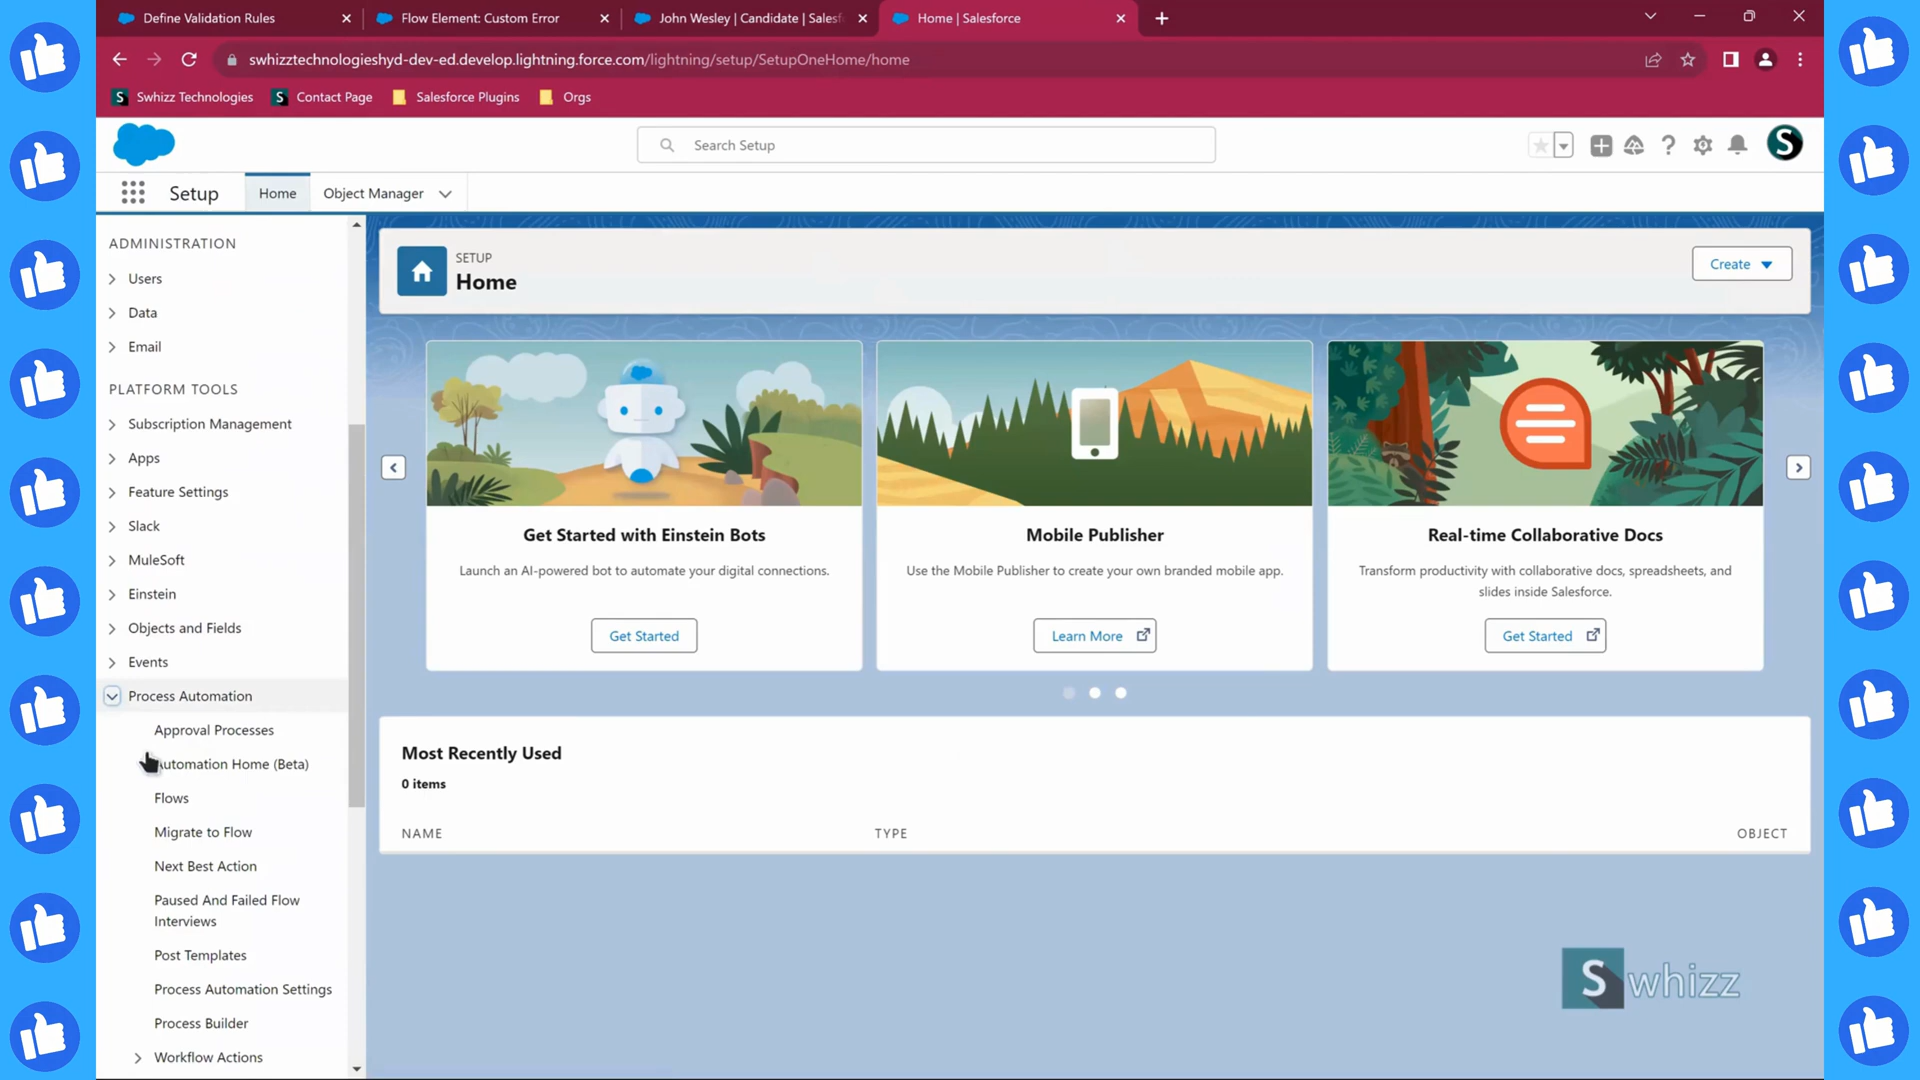 Define Validation Rules
Flow Element: Custom Error
John Wesley | Candidate | Salesf
Home | Salesforce
swhizztechnologieshyd-dev-ed.develop.lightning.force.com/lightning/setup/SetupOneHome/home
S Swhizz Technologies
S Contact Page
Salesforce Plugins
Orgs
Search Setup
S
Setup
Home
Object Manager
ADMINISTRATION
Users
Data
Email
PLATFORM TOOLS
Subscription Management
Apps
Feature Settings
Slack
MuleSoft
Einstein
Objects and Fields
Events
Process Automation
Approval Processes
Automation Home (Beta)
Flows
Migrate to Flow
Next Best Action
Paused And Failed Flow
Interviews
Post Templates
Process Automation Settings
Process Builder
Workflow Actions
SETUP
Home
Create
Get Started with Einstein Bots
Launch an AI-powered bot to automate your digital connections.
Get Started
Mobile Publisher
Use the Mobile Publisher to create your own branded mobile app.
Learn More
Real-time Collaborative Docs
Transform productivity with collaborative docs, spreadsheets, and
slides inside Salesforce.
Get Started
Most Recently Used
0 items
NAME
TYPE
OBJECT
S whizz